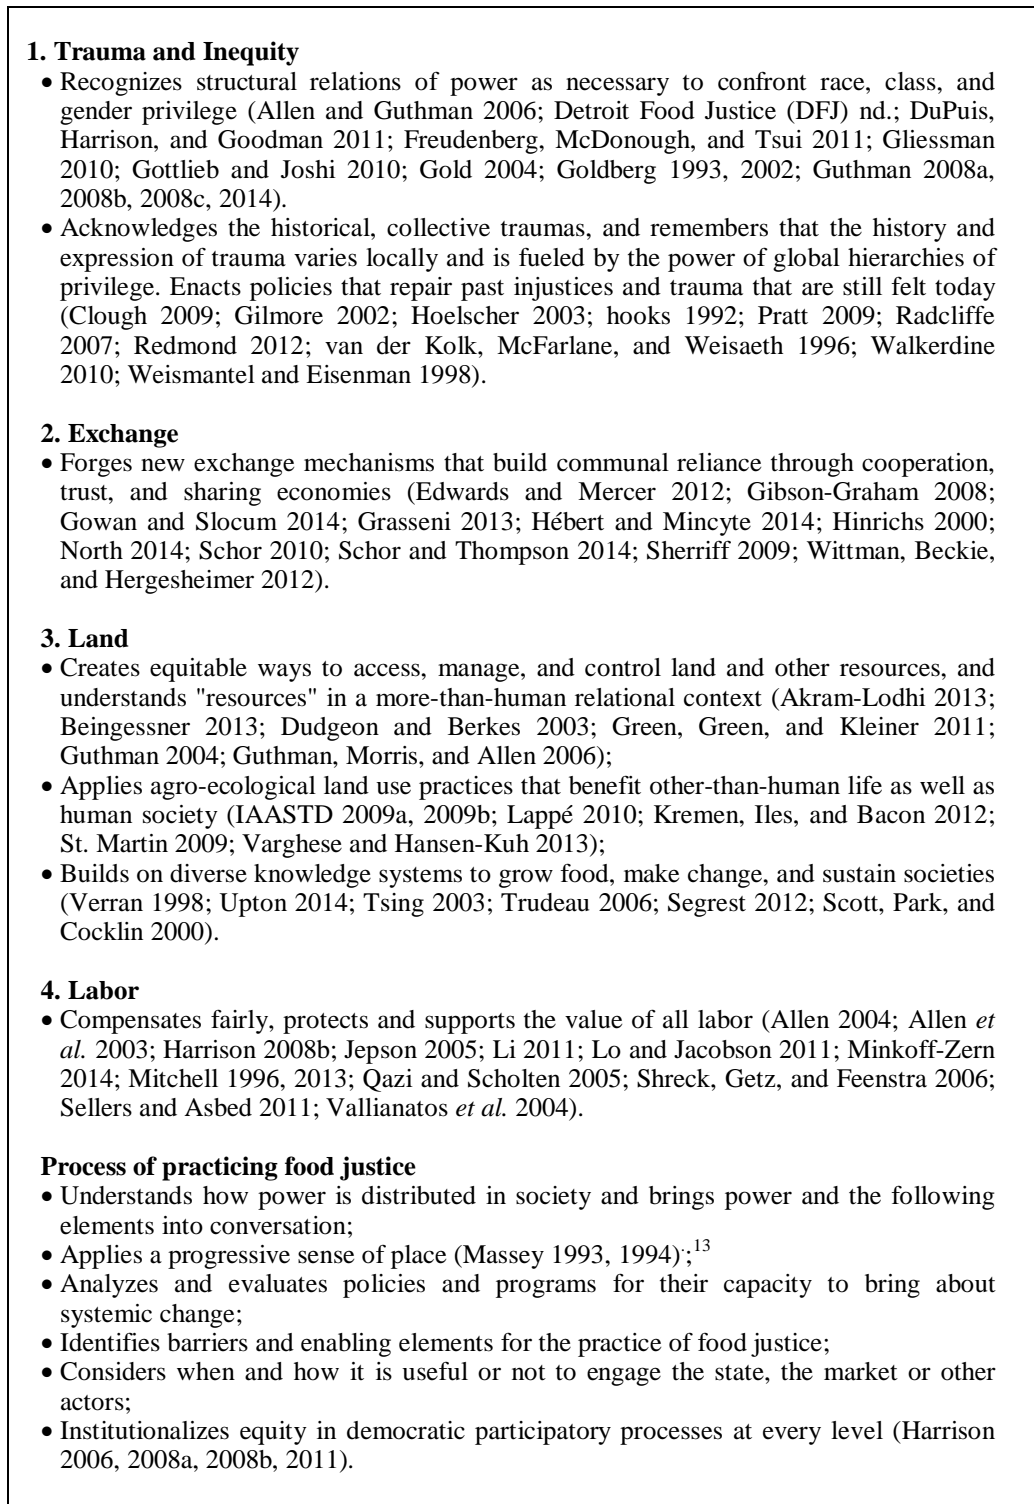 1. Trauma and Inequity
• Recognizes structural relations of power as necessary to confront race, class, and
gender privilege (Allen and Guthman 2006; Detroit Food Justice (DFJ) nd.; DuPuis,
Harrison, and Goodman 2011; Freudenberg, McDonough, and Tsui 2011; Gliessman
2010; Gottlieb and Joshi 2010; Gold 2004; Goldberg 1993, 2002; Guthman 2008a,
2008b, 2008c, 2014).
• Acknowledges the historical, collective traumas, and remembers that the history and
expression of trauma varies locally and is fueled by the power of global hierarchies of
privilege. Enacts policies that repair past injustices and trauma that are still felt today
(Clough 2009; Gilmore 2002; Hoelscher 2003; hooks 1992; Pratt 2009; Radcliffe
2007; Redmond 2012; van der Kolk, McFarlane, and Weisaeth 1996; Walkerdine
2010; Weismantel and Eisenman 1998).
2. Exchange
• Forges new exchange mechanisms that build communal reliance through cooperation,
trust, and sharing economies (Edwards and Mercer 2012; Gibson-Graham 2008;
Gowan and Slocum 2014; Grasseni 2013; Hébert and Mincyte 2014; Hinrichs 2000;
North 2014; Schor 2010; Schor and Thompson 2014; Sherriff 2009; Wittman, Beckie,
and Hergesheimer 2012).
3. Land
• Creates equitable ways to access, manage, and control land and other resources, and
understands "resources" in a more-than-human relational context (Akram-Lodhi 2013;
Beingessner 2013; Dudgeon and Berkes 2003; Green, Green, and Kleiner 2011;
Guthman 2004; Guthman, Morris, and Allen 2006);
• Applies agro-ecological land use practices that benefit other-than-human life as well as
human society (IAASTD 2009a, 2009b; Lappé 2010; Kremen, Iles, and Bacon 2012;
St. Martin 2009; Varghese and Hansen-Kuh 2013);
• Builds on diverse knowledge systems to grow food, make change, and sustain societies
(Verran 1998; Upton 2014; Tsing 2003; Trudeau 2006; Segrest 2012; Scott, Park, and
Cocklin 2000).
4. Labor
• Compensates fairly, protects and supports the value of all labor (Allen 2004; Allen et
al. 2003; Harrison 2008b; Jepson 2005; Li 2011; Lo and Jacobson 2011; Minkoff-Zern
2014; Mitchell 1996, 2013; Qazi and Scholten 2005; Shreck, Getz, and Feenstra 2006;
Sellers and Asbed 2011; Vallianatos et al. 2004).
Process of practicing food justice
• Understands how power is distributed in society and brings power and the following
elements into conversation;
• Applies a progressive sense of place (Massey 1993, 1994).;13
• Analyzes and evaluates policies and programs for their capacity to bring about
systemic change;
• Identifies barriers and enabling elements for the practice of food justice;
• Considers when and how it is useful or not to engage the state, the market or other
actors;
• Institutionalizes equity in democratic participatory processes at every level (Harrison
2006, 2008a, 2008b, 2011).